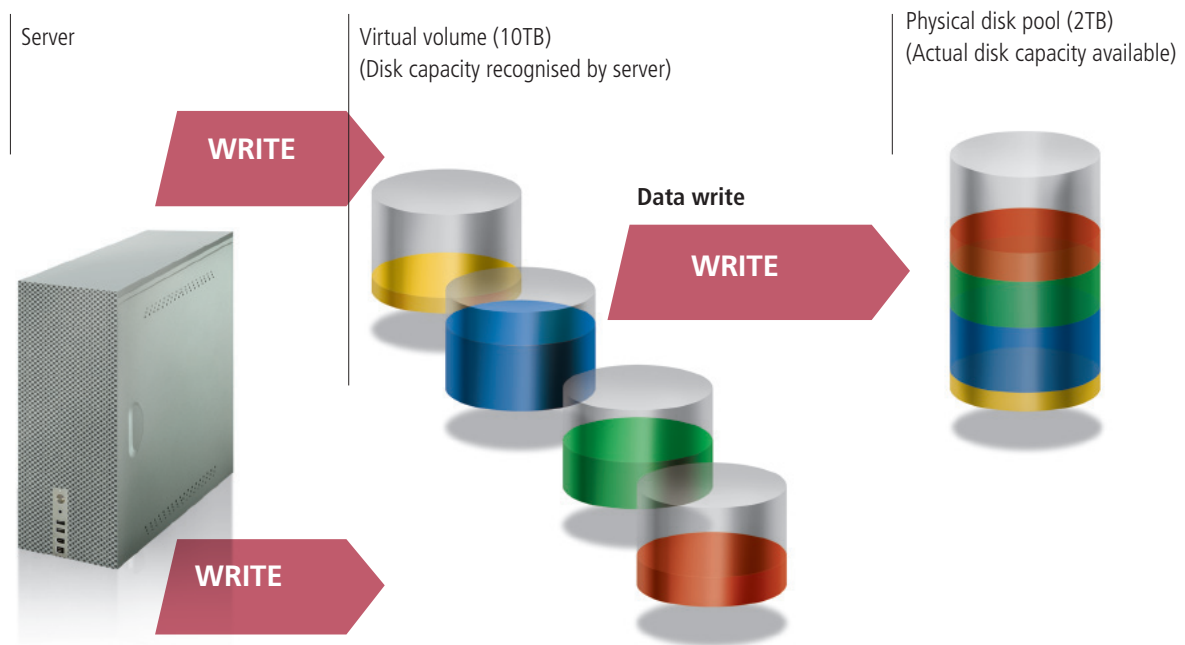 Server
Virtual volume (10TB)
(Disk capacity recognised by server)
Physical disk pool (2TB)
(Actual disk capacity available)
WRITE
Data write
WRITE
WRITE